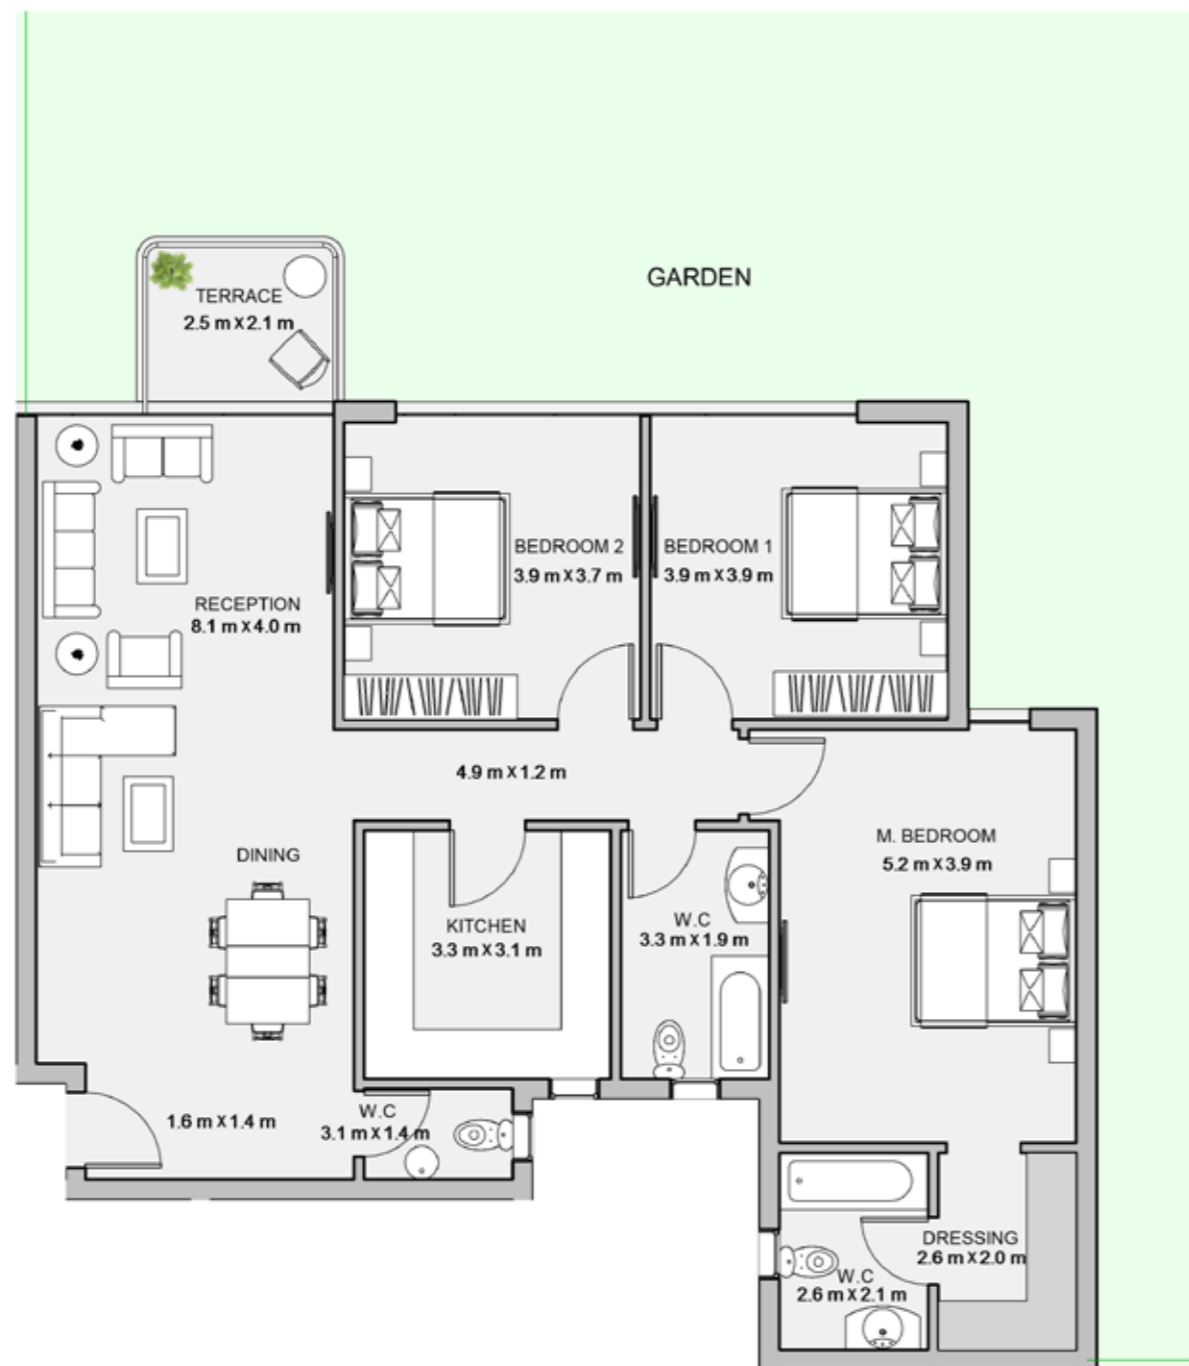 GARDEN
TERRACE
2.5 m X 2.1 m
BEDROOM 2
3.9 m X 3.7 m
BEDROOM 1
3.9 m X 3.9 m
RECEPTION
8.1 m X 4.0 m
4.9 m X 1.2 m
DINING
M. BEDROOM
5.2 m X 3.9 m
KITCHEN
3.3 m X 3.1 m
W.C
3.3 m X 1.9 m
1.6 m X 1.4 m
W.C
3.1 m X 1.4 m
DRESSING
2.6 m X 2.0 m
W.C
2.6 m X 2.1 m